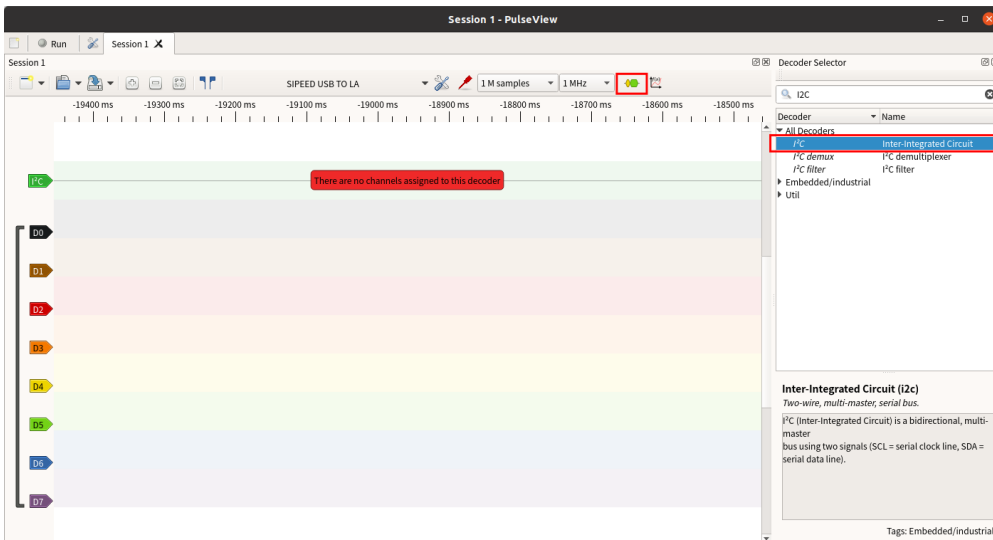 Session 1 - PulseView
Run
Session 1
Session 1
Decoder Selector
SIPEED USB TO LA
1 M samples
1 MHz
I2C
-19400 ms -19300 ms -19200 ms -19100 ms -19000 ms -18900 ms -18800 ms -18700 ms -18600 ms -18500 ms
Decoder Name
All Decoders
I²C Inter-Integrated Circuit
I²C demux I²C demultiplexer
I²C filter I²C filter
Embedded/industrial
Util
I²C There are no channels assigned to this decoder
D0
D1
D2
D3
D4
D5
D6
D7
Inter-Integrated Circuit (i2c)
Two-wire, multi-master, serial bus.
I²C (Inter-Integrated Circuit) is a bidirectional, multi-
master
bus using two signals (SCL = serial clock line, SDA =
serial data line).
Tags: Embedded/industrial